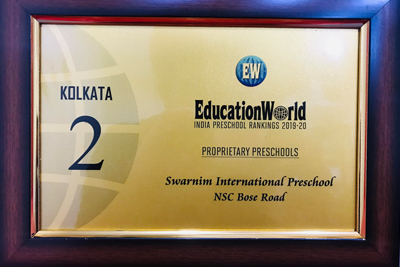 EW
KOLKATA
2
EducationWorld
INDIA PRESCHOOL RANKINGS 2019-20
PROPRIETARY PRESCHOOLS
Swarnim International Preschool
NSC Bose Road